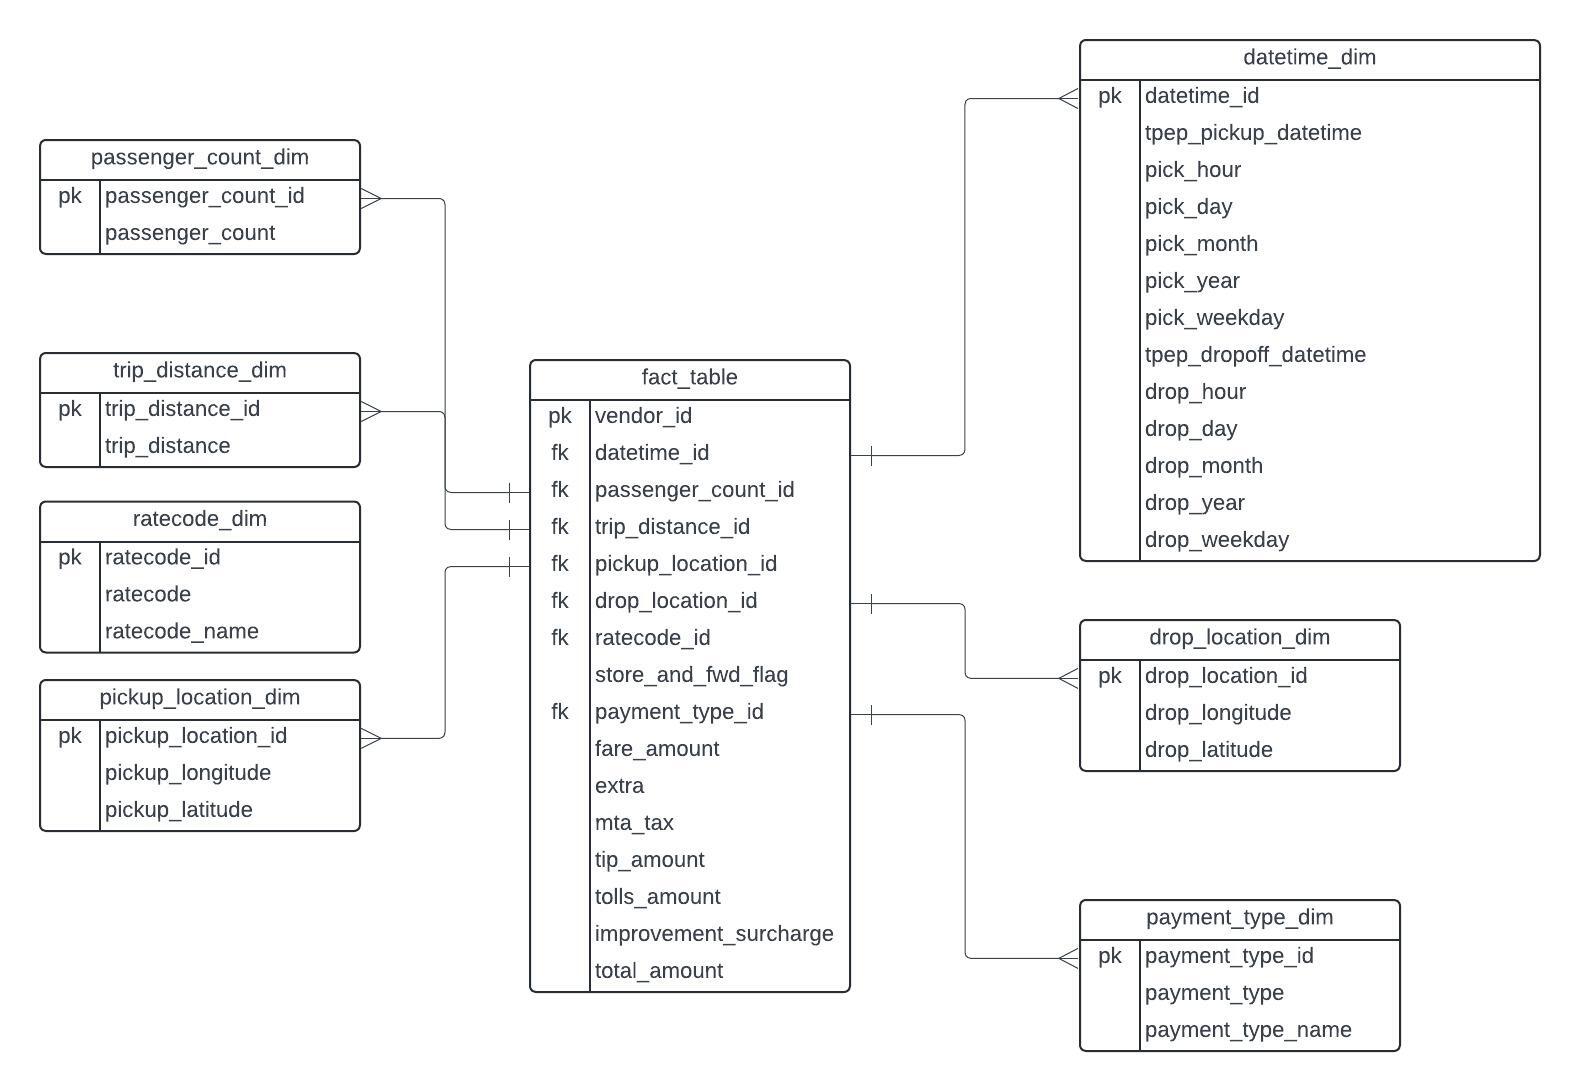 passenger_count_dim
pk passenger_count_id
passenger_count
trip_distance_dim
pk trip_distance_id
trip_distance
ratecode_dim
pk ratecode_id
ratecode
ratecode_name
pickup_location_dim
pk pickup_location_id
pickup_longitude
pickup_latitude
fact_table
pk vendor_id
fk datetime_id
fk passenger_count_id
fk trip_distance_id
fk pickup_location_id
fk drop_location_id
fk ratecode_id
store_and_fwd_flag
fk payment_type_id
fare_amount
extra
mta_tax
tip_amount
tolls_amount
improvement_surcharge
total_amount
datetime_dim
pk datetime_id
tpep_pickup_datetime
pick_hour
pick_day
pick_month
pick_year
pick_weekday
tpep_dropoff_datetime
drop_hour
drop_day
drop_month
drop_year
drop_weekday
drop_location_dim
pk drop_location_id
drop_longitude
drop_latitude
payment_type_dim
pk payment_type_id
payment_type
payment_type_name